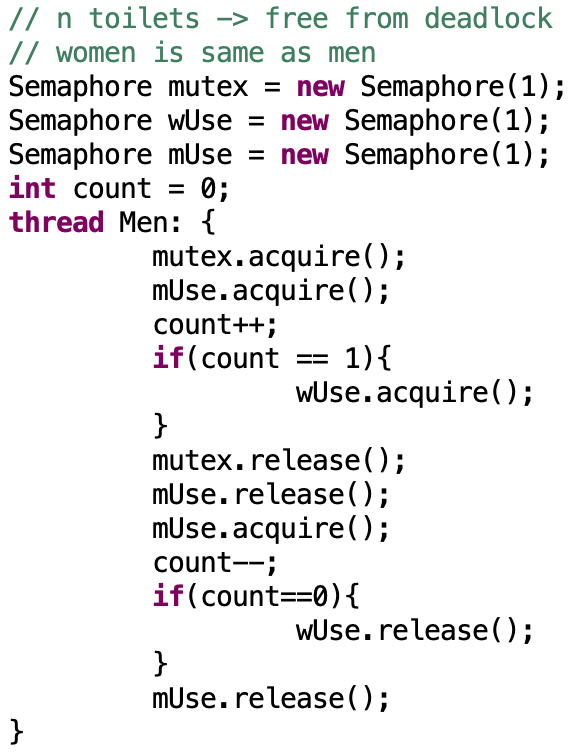 // n toilets -> free from deadlock
// women is same as men
Semaphore mutex = new Semaphore(1);
Semaphore wUse = new Semaphore(1);
Semaphore mUse = new Semaphore(1);
int count = 0;
thread Men: {
mutex.acquire();
mUse.acquire();
count++;
if(count == 1){
wUse.acquire();
}
mutex.release();
mUse.release();
mUse.acquire();
count--;
if(count==0){
wUse.release();
}
mUse.release();
}